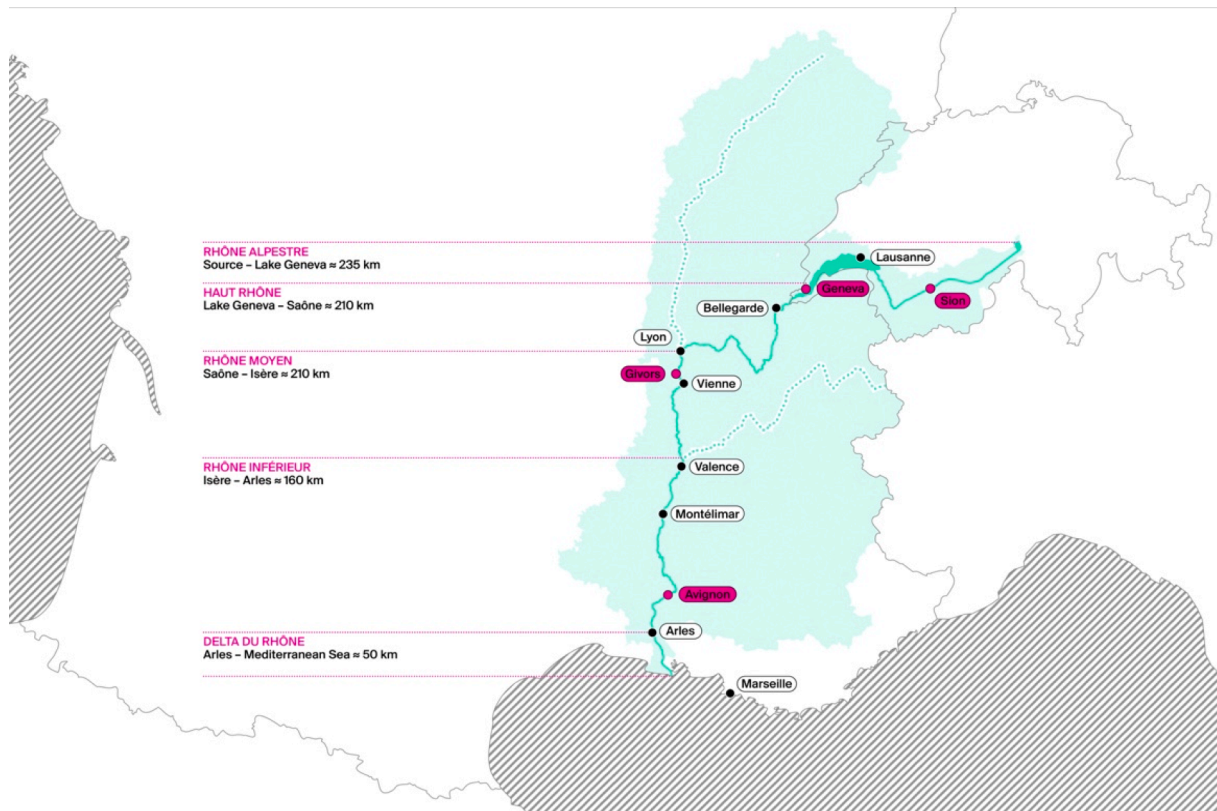 RHÔNE ALPESTRE
Source – Lake Geneva ≈ 235 km
HAUT RHÔNE
Lake Geneva – Saône ≈ 210 km
RHÔNE MOYEN
Saône – Isère ≈ 210 km
RHÔNE INFÉRIEUR
Isère – Arles ≈ 160 km
DELTA DU RHÔNE
Arles – Mediterranean Sea ≈ 50 km
Lausanne
Geneva
Sion
Bellegarde
Lyon
Givors
Vienne
Valence
Montélimar
Avignon
Arles
Marseille